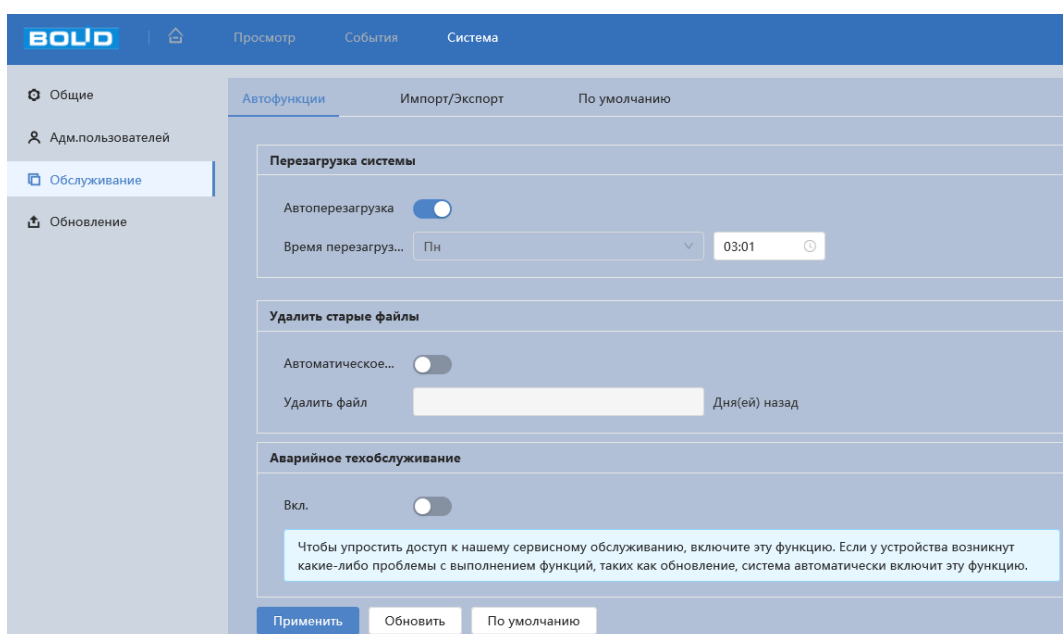 BOLID
Просмотр События Система
Общие
Адм.пользователей
Обслуживание
Обновление
Автофункции Импорт/Экспорт По умолчанию
Перезагрузка системы
Автоперезагрузка
Время перезагруз... Пн 03:01
Удалить старые файлы
Автоматическое...
Удалить файл Дня(ей) назад
Аварийное техобслуживание
Вкл.
Чтобы упростить доступ к нашему сервисному обслуживанию, включите эту функцию. Если у устройства возникнут
какие-либо проблемы с выполнением функций, таких как обновление, система автоматически включит эту функцию.
Применить Обновить По умолчанию